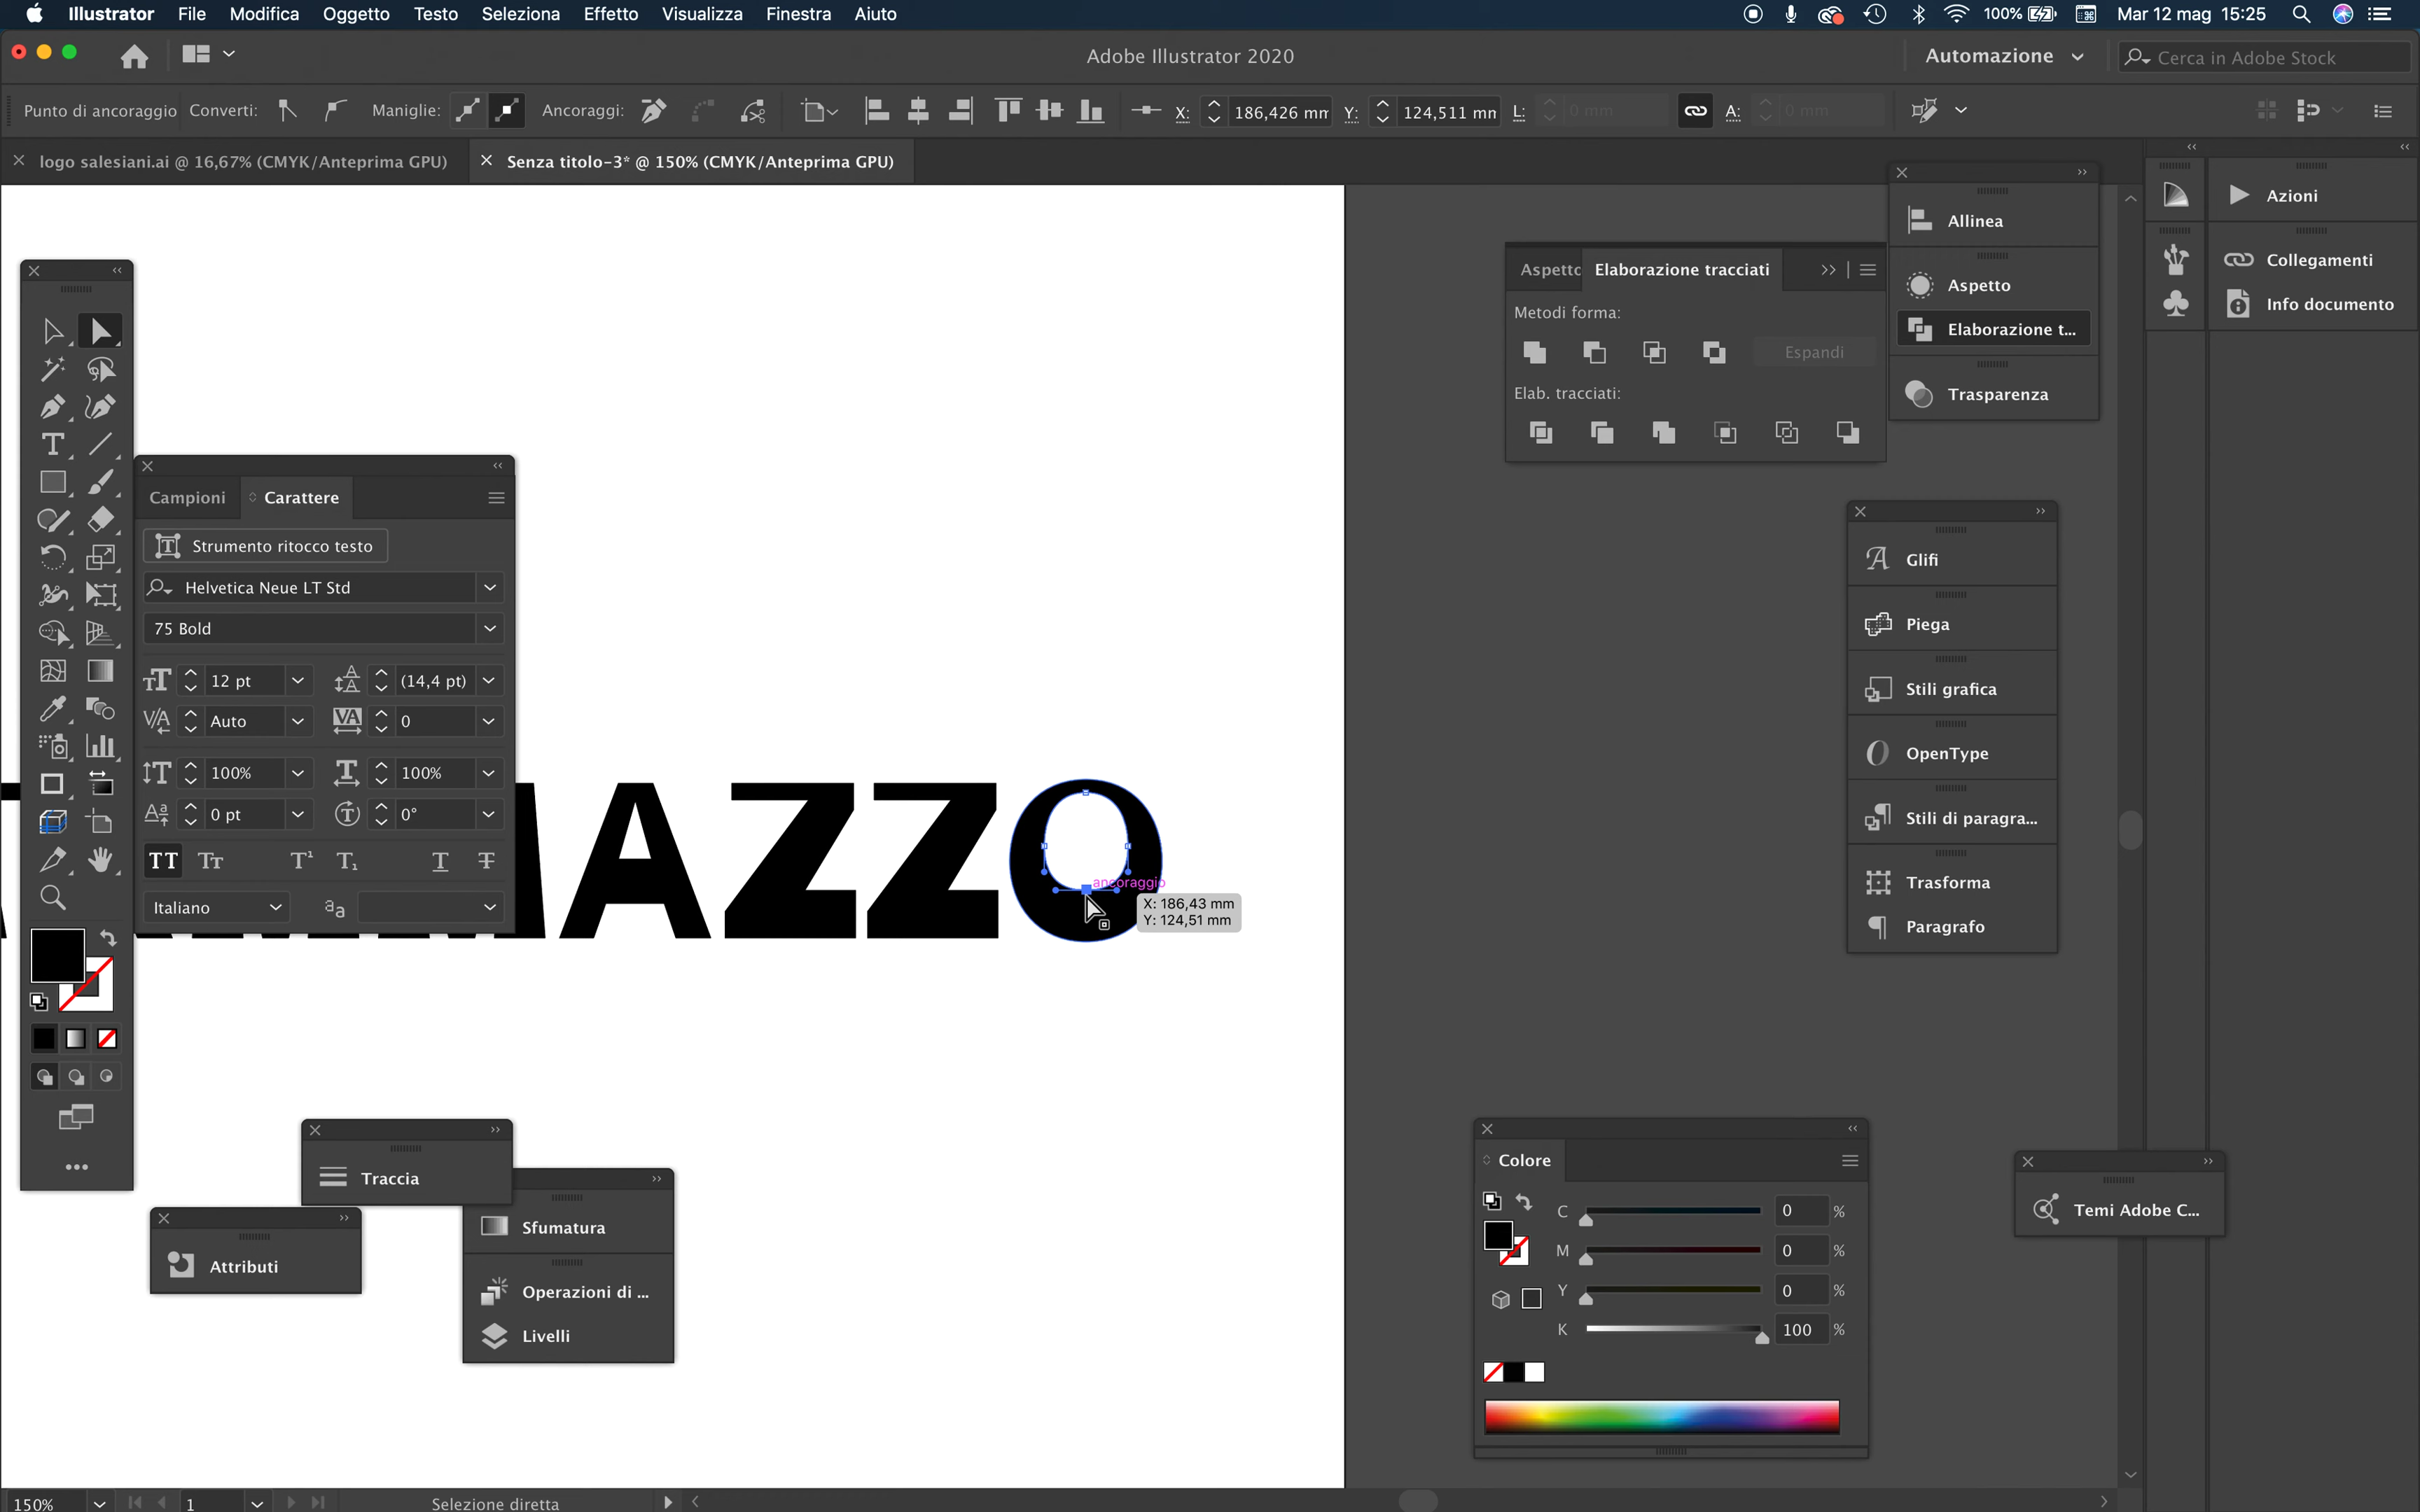 Illustrator File Modifica Oggetto Testo Seleziona Effetto Visualizza Finestra Aiuto 100% Mar 12 mag 15:25
Adobe Illustrator 2020 Automazione Cerca in Adobe Stock
Punto di ancoraggio Converti: Maniglie: Ancoraggi: X: 186,426 mm Y: 124,511 mm L: 0 mm A: 0 mm
logo salesiani.ai @ 16,67% (CMYK/Anteprima GPU) Senza titolo-3* @ 150% (CMYK/Anteprima GPU)
Azioni
Collegamenti
Info documento
Allinea
Aspetto
Elaborazione t...
Trasparenza
Aspetto Elaborazione tracciati
Metodi forma:
Espandi
Elab. tracciati:
Campioni Carattere
Strumento ritocco testo
Helvetica Neue LT Std
75 Bold
12 pt (14,4 pt)
Auto 0
100% 100%
0 pt 0°
Italiano
MAZZO
ancoraggio
X: 186,43 mm
Y: 124,51 mm
Glifi
Piega
Stili grafica
OpenType
Stili di paragra...
Trasforma
Paragrafo
Traccia
Attributi
Sfumatura
Operazioni di ...
Livelli
Colore
C 0 %
M 0 %
Y 0 %
K 100 %
Temi Adobe C...
150% 1 Selezione diretta